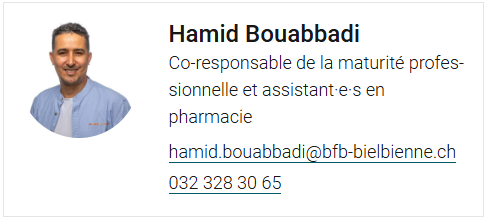 Hamid Bouabbadi
Co-responsable de la maturité profes-
sionnelle et assistant·e·s en
pharmacie
hamid.bouabbadi@bfb-bielbienne.ch
032 328 30 65